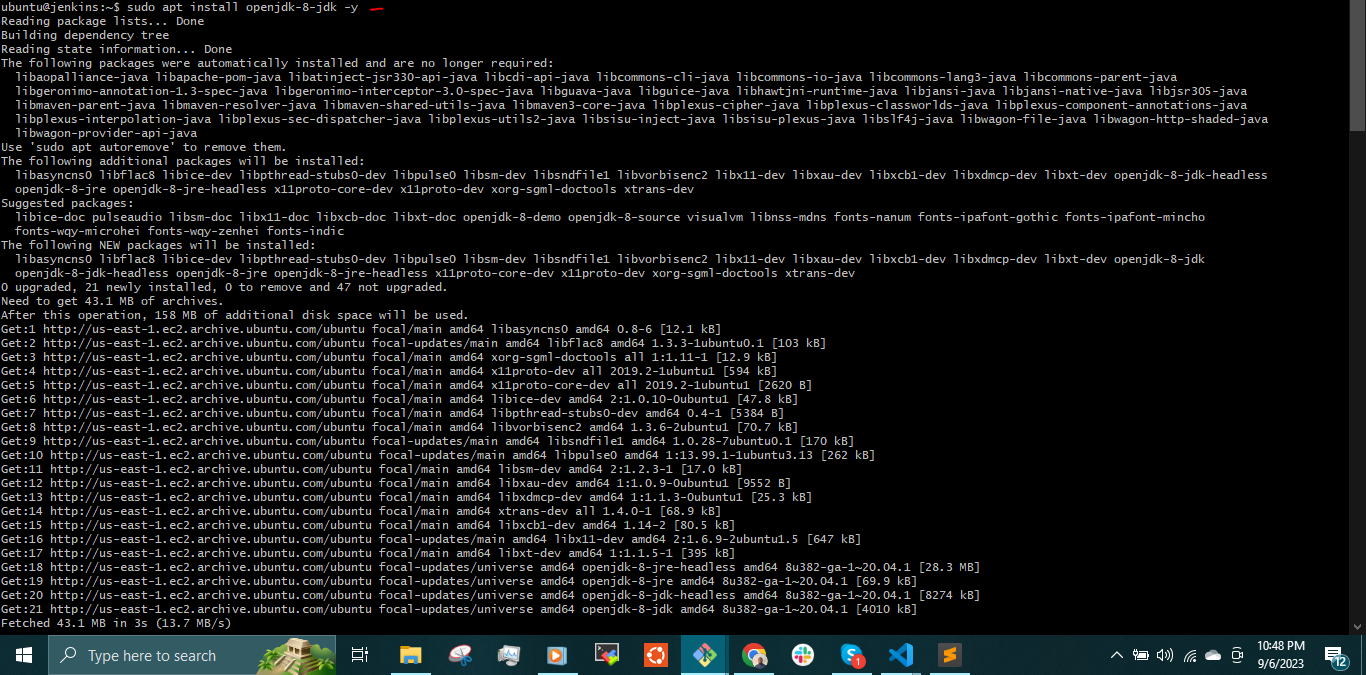 ubuntu@jenkins:~$ sudo apt install openjdk-8-jdk -y
Reading package lists... Done
Building dependency tree
Reading state information... Done
The following packages were automatically installed and are no longer required:
  libaopalliance-java libapache-pom-java libatinject-jsr330-api-java libcdi-api-java libcommons-cli-java libcommons-io-java libcommons-lang3-java libcommons-parent-java
  libgeronimo-annotation-1.3-spec-java libgeronimo-interceptor-3.0-spec-java libguava-java libguice-java libhawtjni-runtime-java libjansi-java libjansi-native-java libjsr305-java
  libmaven-parent-java libmaven-resolver-java libmaven-shared-utils-java libmaven3-core-java libplexus-cipher-java libplexus-classworlds-java libplexus-component-annotations-java
  libplexus-interpolation-java libplexus-sec-dispatcher-java libplexus-utils2-java libsisu-inject-java libsisu-plexus-java libslf4j-java libwagon-file-java libwagon-http-shaded-java
  libwagon-provider-api-java
Use 'sudo apt autoremove' to remove them.
The following additional packages will be installed:
  libasyncns0 libflac8 libice-dev libpthread-stubs0-dev libpulse0 libsm-dev libsndfile1 libvorbisenc2 libx11-dev libxau-dev libxcb1-dev libxdmcp-dev libxt-dev openjdk-8-jdk-headless
  openjdk-8-jre openjdk-8-jre-headless x11proto-core-dev x11proto-dev xorg-sgml-doctools xtrans-dev
Suggested packages:
  libice-doc pulseaudio libsm-doc libx11-doc libxcb-doc libxt-doc openjdk-8-demo openjdk-8-source visualvm libnss-mdns fonts-nanum fonts-ipafont-gothic fonts-ipafont-mincho
  fonts-wqy-microhei fonts-wqy-zenhei fonts-indic
The following NEW packages will be installed:
  libasyncns0 libflac8 libice-dev libpthread-stubs0-dev libpulse0 libsm-dev libsndfile1 libvorbisenc2 libx11-dev libxau-dev libxcb1-dev libxdmcp-dev libxt-dev openjdk-8-jdk
  openjdk-8-jdk-headless openjdk-8-jre openjdk-8-jre-headless x11proto-core-dev x11proto-dev xorg-sgml-doctools xtrans-dev
0 upgraded, 21 newly installed, 0 to remove and 47 not upgraded.
Need to get 43.1 MB of archives.
After this operation, 158 MB of additional disk space will be used.
Get:1 http://us-east-1.ec2.archive.ubuntu.com/ubuntu focal/main amd64 libasyncns0 amd64 0.8-6 [12.1 kB]
Get:2 http://us-east-1.ec2.archive.ubuntu.com/ubuntu focal-updates/main amd64 libflac8 amd64 1.3.3-1ubuntu0.1 [103 kB]
Get:3 http://us-east-1.ec2.archive.ubuntu.com/ubuntu focal/main amd64 xorg-sgml-doctools all 1:1.11-1 [12.9 kB]
Get:4 http://us-east-1.ec2.archive.ubuntu.com/ubuntu focal/main amd64 x11proto-dev all 2019.2-1ubuntu1 [594 kB]
Get:5 http://us-east-1.ec2.archive.ubuntu.com/ubuntu focal/main amd64 x11proto-core-dev all 2019.2-1ubuntu1 [2620 B]
Get:6 http://us-east-1.ec2.archive.ubuntu.com/ubuntu focal/main amd64 libice-dev amd64 2:1.0.10-0ubuntu1 [47.8 kB]
Get:7 http://us-east-1.ec2.archive.ubuntu.com/ubuntu focal/main amd64 libpthread-stubs0-dev amd64 0.4-1 [5384 B]
Get:8 http://us-east-1.ec2.archive.ubuntu.com/ubuntu focal/main amd64 libvorbisenc2 amd64 1.3.6-2ubuntu1 [70.7 kB]
Get:9 http://us-east-1.ec2.archive.ubuntu.com/ubuntu focal-updates/main amd64 libsndfile1 amd64 1.0.28-7ubuntu0.1 [170 kB]
Get:10 http://us-east-1.ec2.archive.ubuntu.com/ubuntu focal-updates/main amd64 libpulse0 amd64 1:13.99.1-1ubuntu3.13 [262 kB]
Get:11 http://us-east-1.ec2.archive.ubuntu.com/ubuntu focal/main amd64 libsm-dev amd64 2:1.2.3-1 [17.0 kB]
Get:12 http://us-east-1.ec2.archive.ubuntu.com/ubuntu focal/main amd64 libxau-dev amd64 1:1.0.9-0ubuntu1 [9552 B]
Get:13 http://us-east-1.ec2.archive.ubuntu.com/ubuntu focal/main amd64 libxdmcp-dev amd64 1:1.1.3-0ubuntu1 [25.3 kB]
Get:14 http://us-east-1.ec2.archive.ubuntu.com/ubuntu focal/main amd64 xtrans-dev all 1.4.0-1 [68.9 kB]
Get:15 http://us-east-1.ec2.archive.ubuntu.com/ubuntu focal/main amd64 libxcb1-dev amd64 1.14-2 [80.5 kB]
Get:16 http://us-east-1.ec2.archive.ubuntu.com/ubuntu focal-updates/main amd64 libx11-dev amd64 2:1.6.9-2ubuntu1.5 [647 kB]
Get:17 http://us-east-1.ec2.archive.ubuntu.com/ubuntu focal/main amd64 libxt-dev amd64 1:1.1.5-1 [395 kB]
Get:18 http://us-east-1.ec2.archive.ubuntu.com/ubuntu focal-updates/universe amd64 openjdk-8-jre-headless amd64 8u382-ga-1~20.04.1 [28.3 MB]
Get:19 http://us-east-1.ec2.archive.ubuntu.com/ubuntu focal-updates/universe amd64 openjdk-8-jre amd64 8u382-ga-1~20.04.1 [69.9 kB]
Get:20 http://us-east-1.ec2.archive.ubuntu.com/ubuntu focal-updates/universe amd64 openjdk-8-jdk-headless amd64 8u382-ga-1~20.04.1 [8274 kB]
Get:21 http://us-east-1.ec2.archive.ubuntu.com/ubuntu focal-updates/universe amd64 openjdk-8-jdk amd64 8u382-ga-1~20.04.1 [4010 kB]
Fetched 43.1 MB in 3s (13.7 MB/s)
Type here to search
S
1
S
10:48 PM
9/6/2023
12